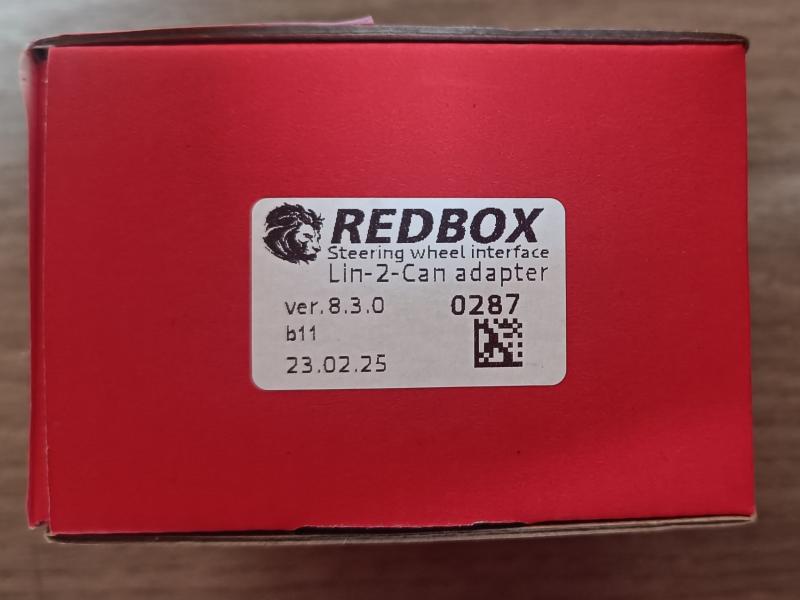 REDBOX
Steering wheel interface
Lin-2-Can adapter
ver.8.3.0 0287
b11
23.02.25